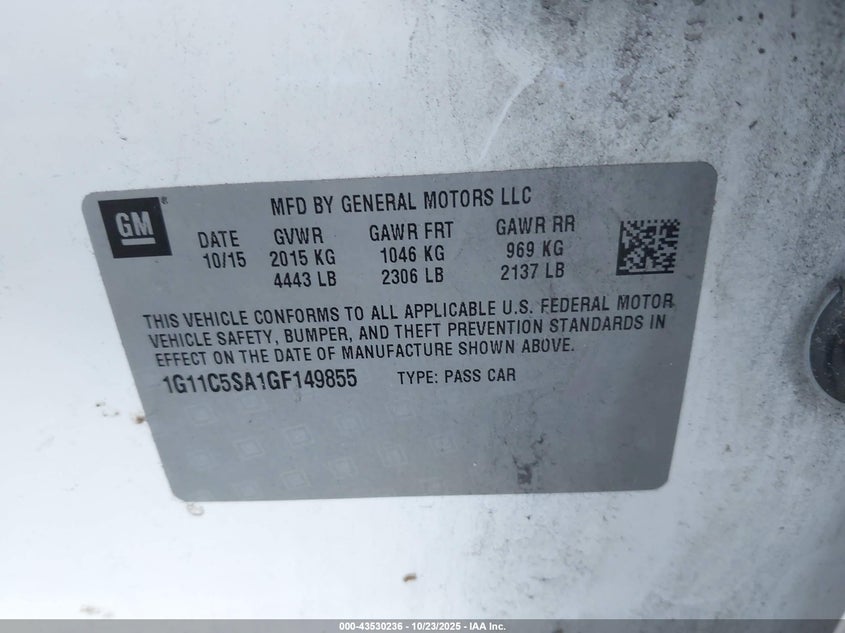 GM
MFD BY GENERAL MOTORS LLC
DATE GVWR GAWR FRT GAWR RR
10/15 2015 KG 1046 KG 969 KG
4443 LB 2306 LB 2137 LB
THIS VEHICLE CONFORMS TO ALL APPLICABLE U.S. FEDERAL MOTOR
VEHICLE SAFETY, BUMPER, AND THEFT PREVENTION STANDARDS IN
EFFECT ON THE DATE OF MANUFACTURE SHOWN ABOVE.
1G11C5SA1GF149855 TYPE: PASS CAR
000-43530236 - 10/23/2025 - IAA Inc.